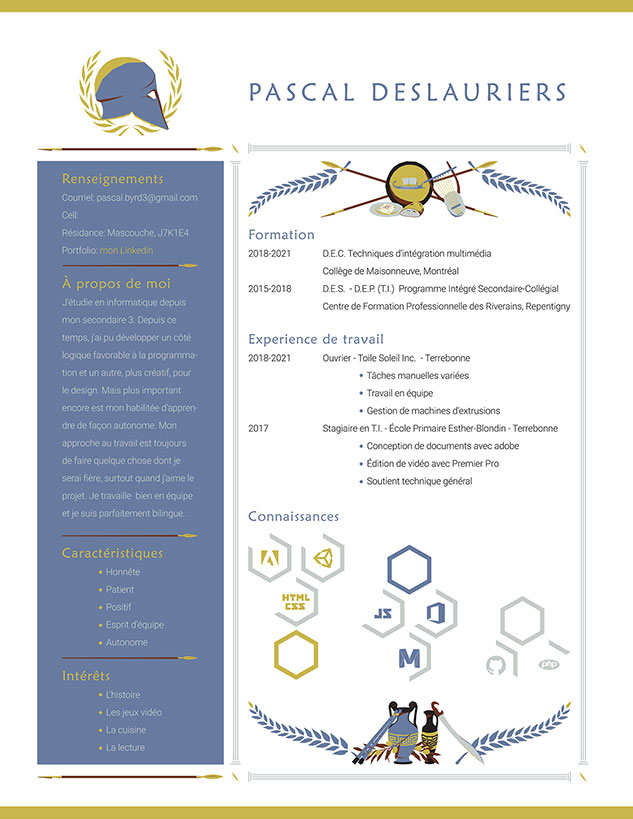 PASCAL DESLAURIERS
Renseignements
Courriel: pascal.byrd3@gmail.com
Cell:
Résidance: Mascouche, J7K1E4
Portfolio: mon Linkedin
À propos de moi
J'étudie en informatique depuis
mon secondaire 3. Depuis ce
temps, j'ai pu développer un côté
logique favorable à la programma-
tion et un autre, plus créatif, pour
le design. Mais plus important
encore est mon habilitée d'appren-
dre de façon autonome. Mon
approche au travail est toujours
de faire quelque chose dont je
serai fière, surtout quand j'aime le
projet. Je travaille bien en équipe
et je suis parfaitement bilingue.
Caractéristiques
Honnête
Patient
Positif
Esprit d'équipe
Autonome
Intérêts
L'histoire
Les jeux vidéo
La cuisine
La lecture
Formation
2018-2021 D.E.C. Techniques d'intégration multimédia
Collège de Maisonneuve, Montréal
2015-2018 D.E.S. - D.E.P. (T.I.) Programme Intégré Secondaire-Collégial
Centre de Formation Professionnelle des Riverains, Repentigny
Experience de travail
2018-2021 Ouvrier - Toile Soleil Inc. - Terrebonne
Tâches manuelles variées
Travail en équipe
Gestion de machines d'extrusions
2017 Stagiaire en T.I. - École Primaire Esther-Blondin - Terrebonne
Conception de documents avec adobe
Édition de vidéo avec Premier Pro
Soutient technique général
Connaissances
HTML
CSS
JS
M
php